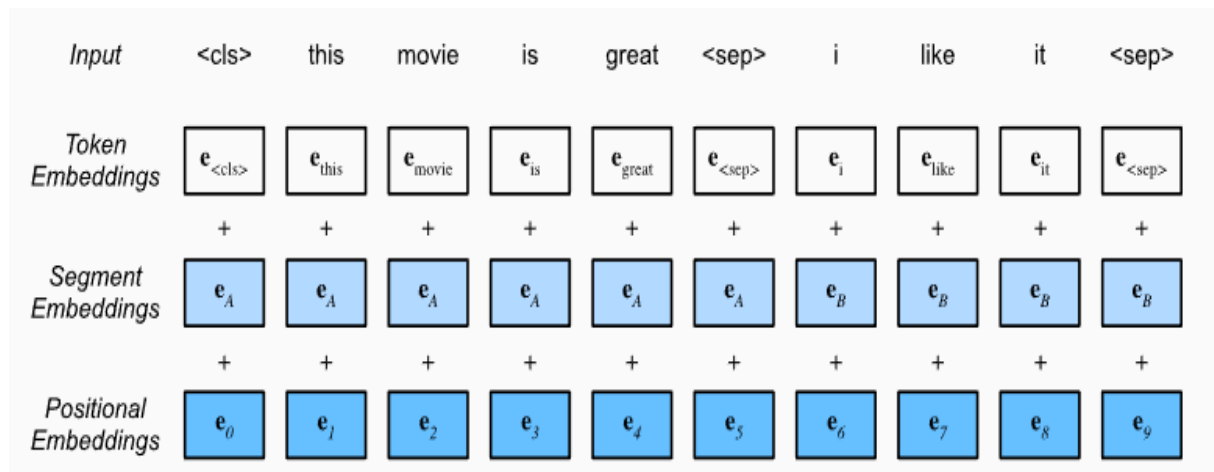 Input <cls> this movie is great <sep> i like it <sep>
Token
Embeddings
e<cls> ethis emovie eis egreat e<sep> ei elike eit e<sep>
+ + + + + + + + + +
Segment
Embeddings
eA eA eA eA eA eA eB eB eB eB
+ + + + + + + + + +
Positional
Embeddings
e0 e1 e2 e3 e4 e5 e6 e7 e8 e9